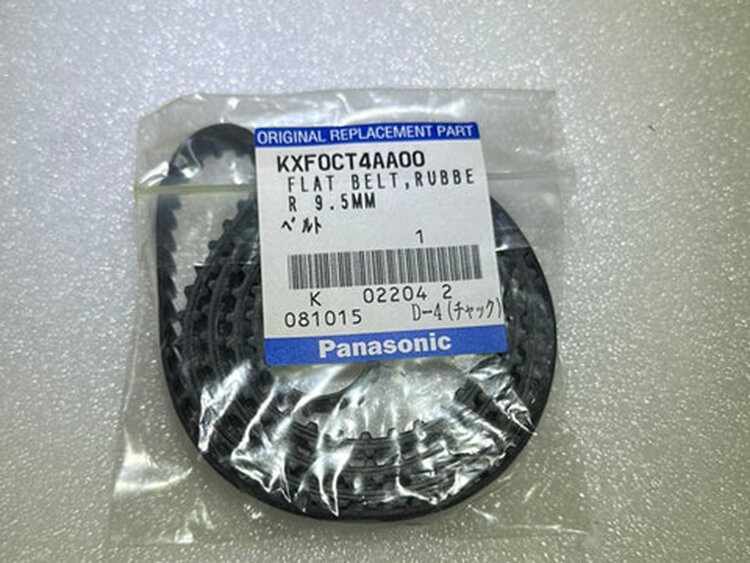 ORIGINAL REPLACEMENT PART
KXF0CT4AA00
FLAT BELT,RUBBE
R 9.5MM
ベルト
1
K 02204 2
081015 D-4(チャック)
Panasonic